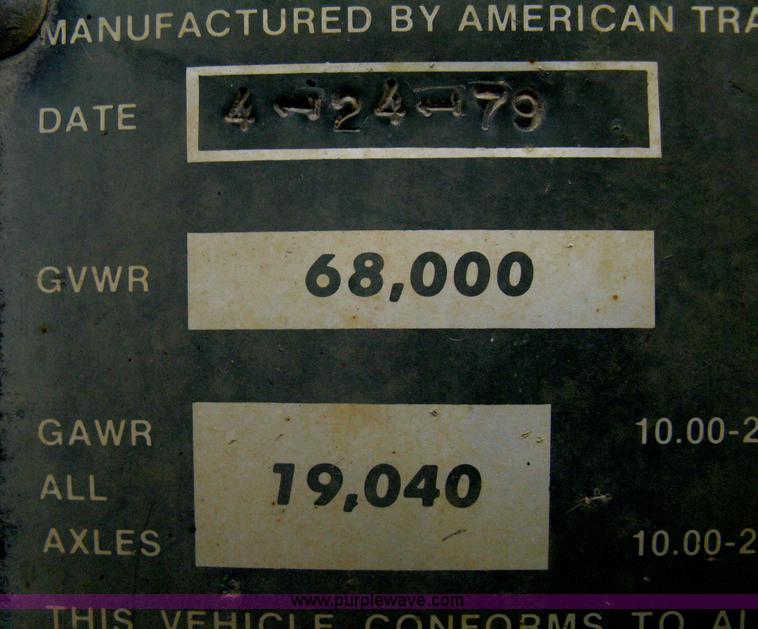 MANUFACTURED BY AMERICAN TRA
DATE 4-24-79
GVWR 68,000
GAWR 10.00-2
ALL 19,040
AXLES 10.00-2
www.purplewave.com
THIS VEHICLE CONFORMS TO AL